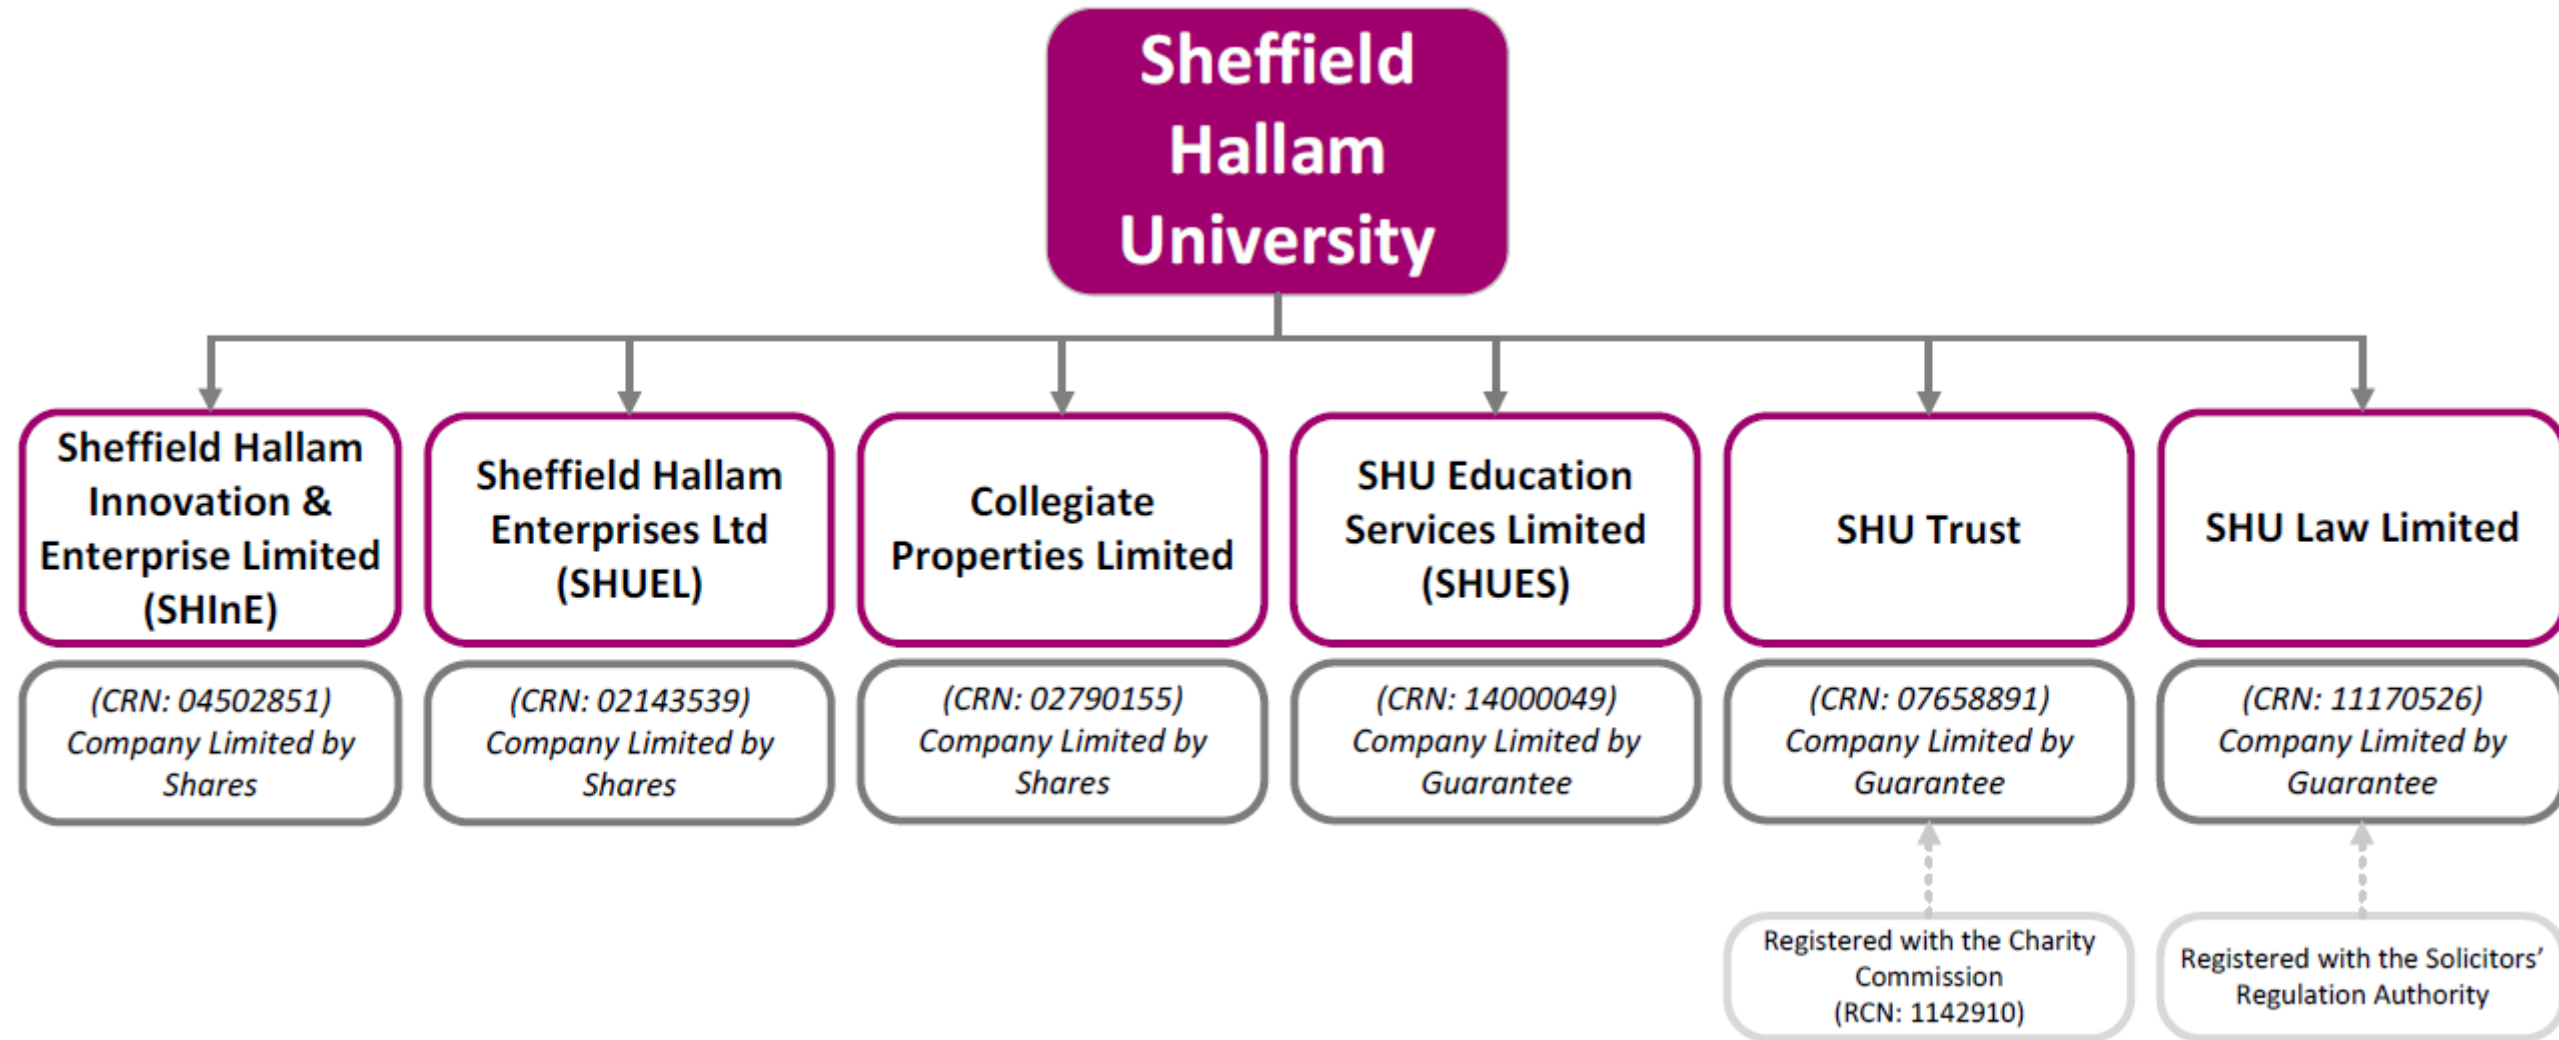 Sheffield
Hallam
University
Sheffield Hallam
Innovation &
Enterprise Limited
(SHInE)
Sheffield Hallam
Enterprises Ltd
(SHUEL)
Collegiate
Properties Limited
SHU Education
Services Limited
(SHUES)
SHU Trust
SHU Law Limited
(CRN: 04502851)
Company Limited by
Shares
(CRN: 02143539)
Company Limited by
Shares
(CRN: 02790155)
Company Limited by
Shares
(CRN: 14000049)
Company Limited by
Guarantee
(CRN: 07658891)
Company Limited by
Guarantee
(CRN: 11170526)
Company Limited by
Guarantee
Registered with the Charity
Commission
(RCN: 1142910)
Registered with the Solicitors’
Regulation Authority